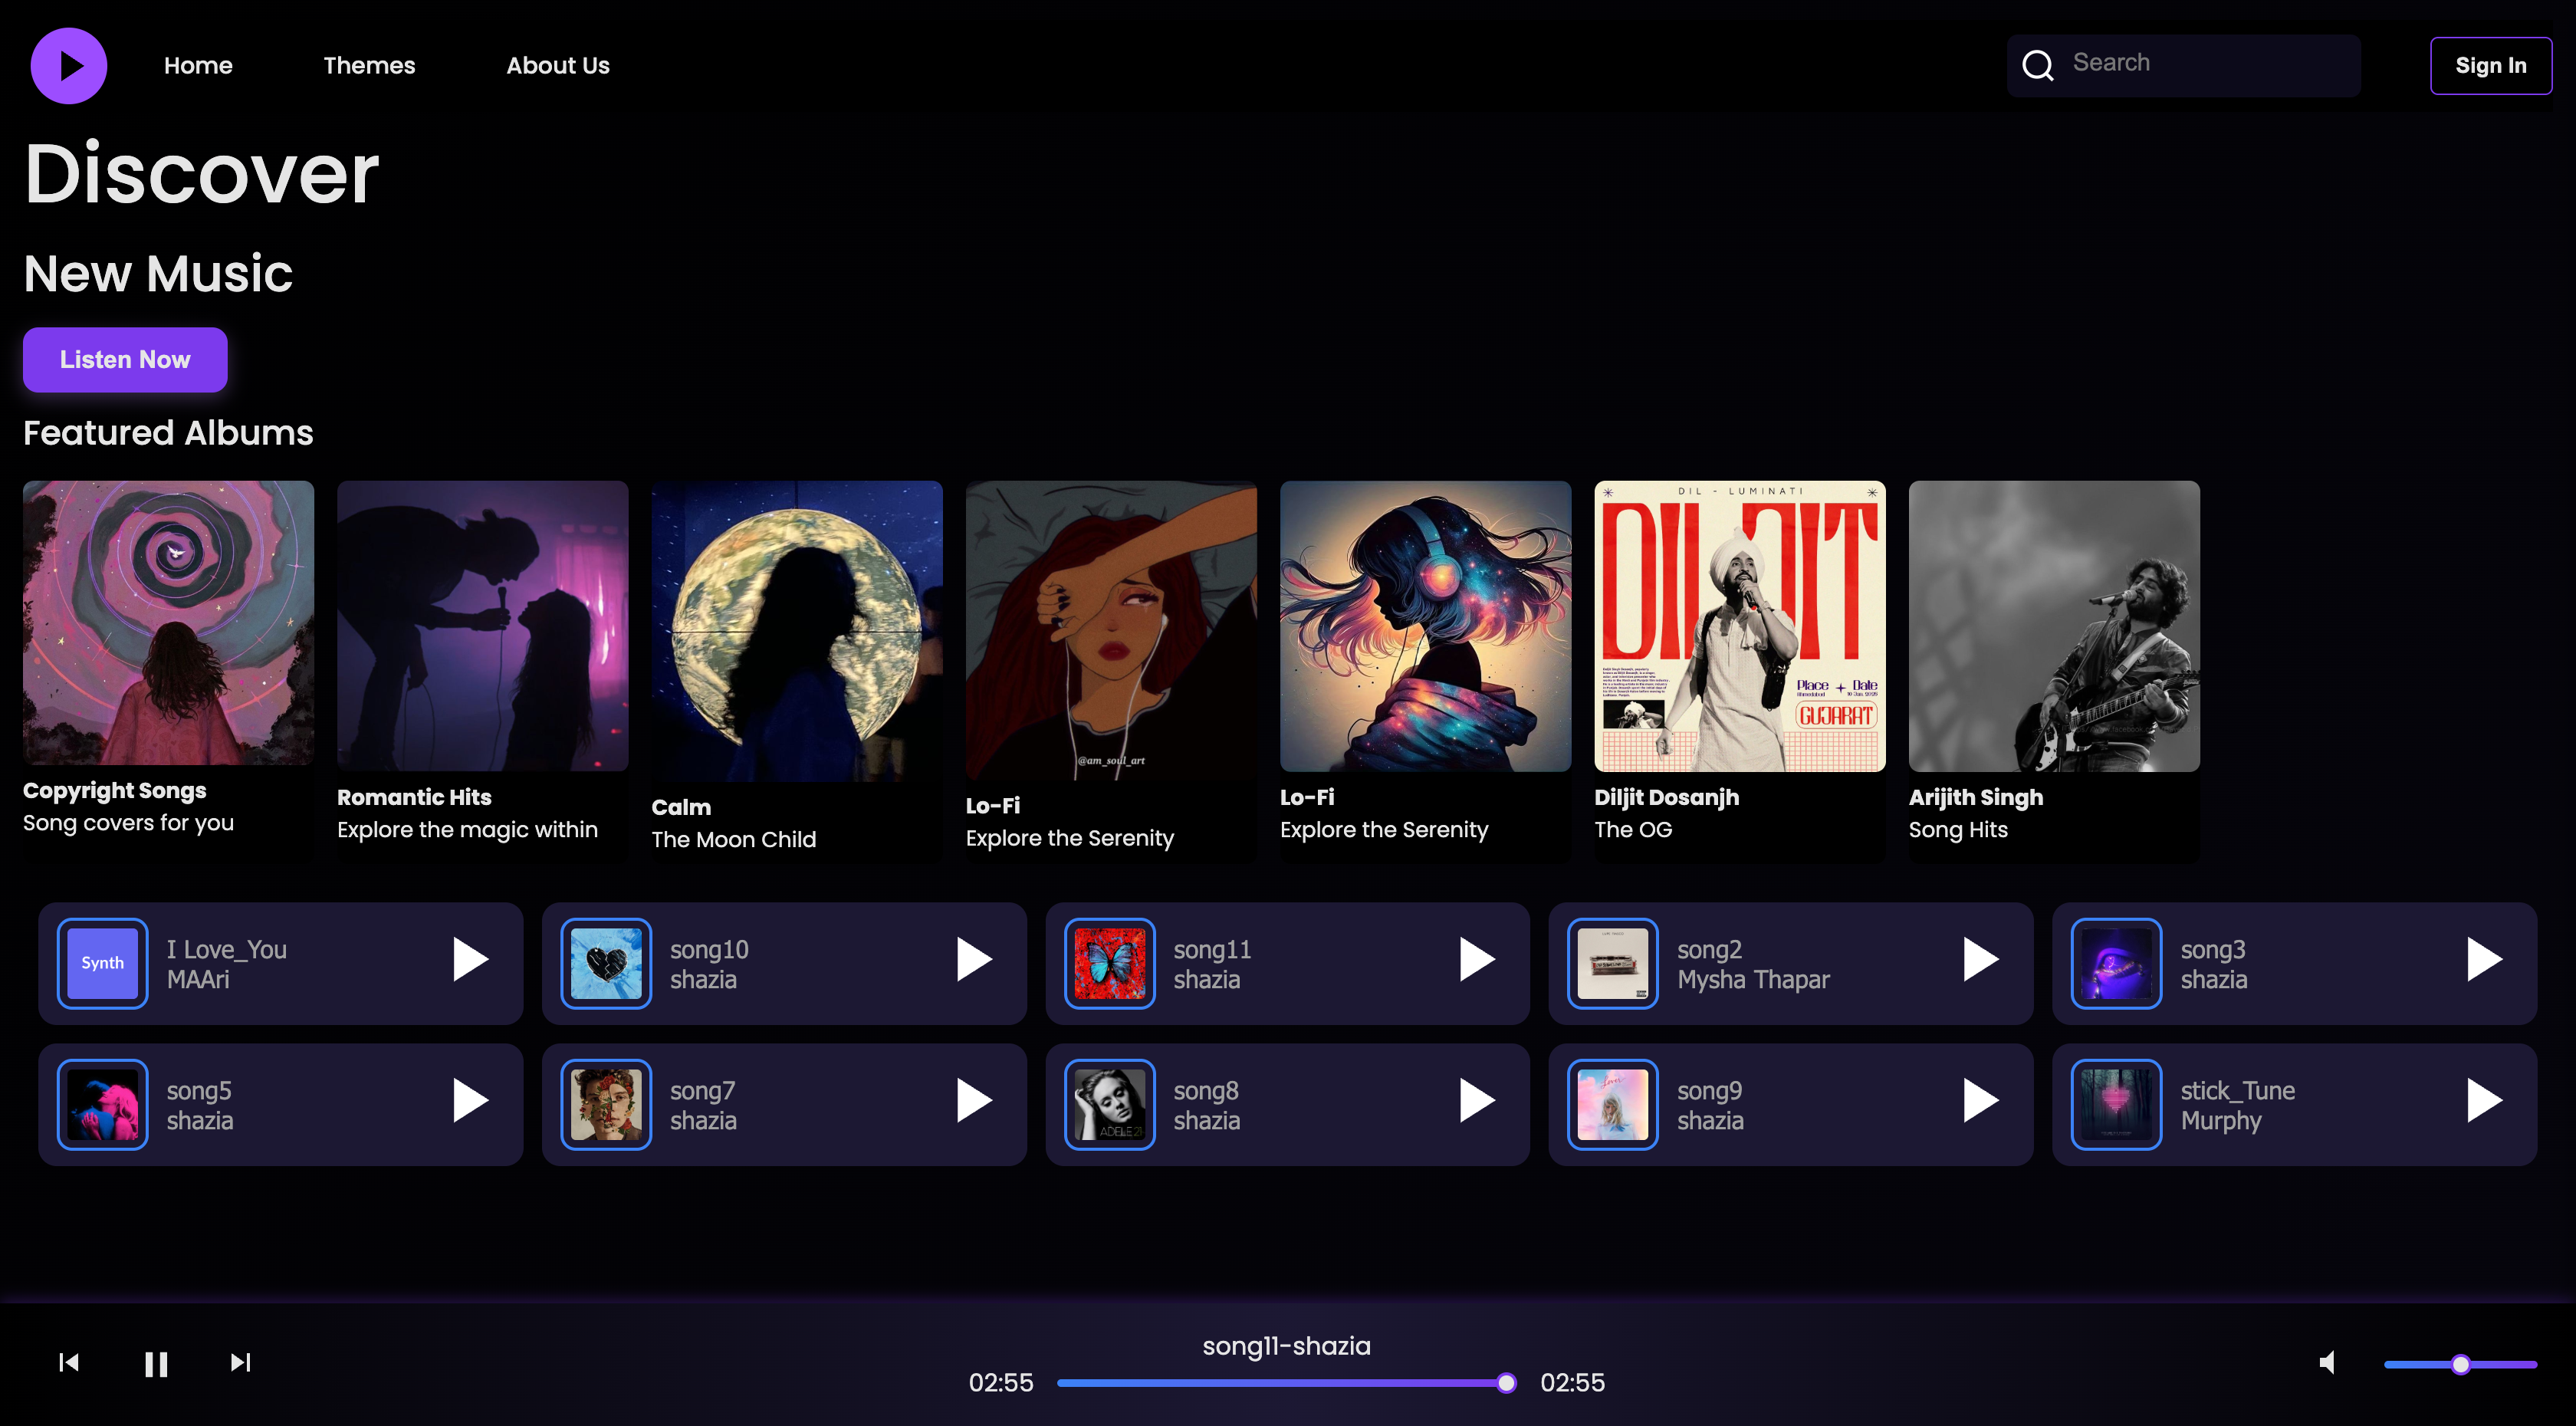 Home
Themes
About Us
Search
Sign In
Discover
New Music
Listen Now
Featured Albums
@am_soul_art
DIL - LUMINATI
DILJIT
Place + Date
GUJARAT
Copyright Songs
Song covers for you
Romantic Hits
Explore the magic within
Calm
The Moon Child
Lo-Fi
Explore the Serenity
Lo-Fi
Explore the Serenity
Diljit Dosanjh
The OG
Arijith Singh
Song Hits
Synth
I Love_You
MAAri
song10
shazia
song11
shazia
song2
Mysha Thapar
song3
shazia
song5
shazia
song7
shazia
ADELE 21
song8
shazia
Lover
song9
shazia
stick_Tune
Murphy
song11-shazia
02:55
02:55